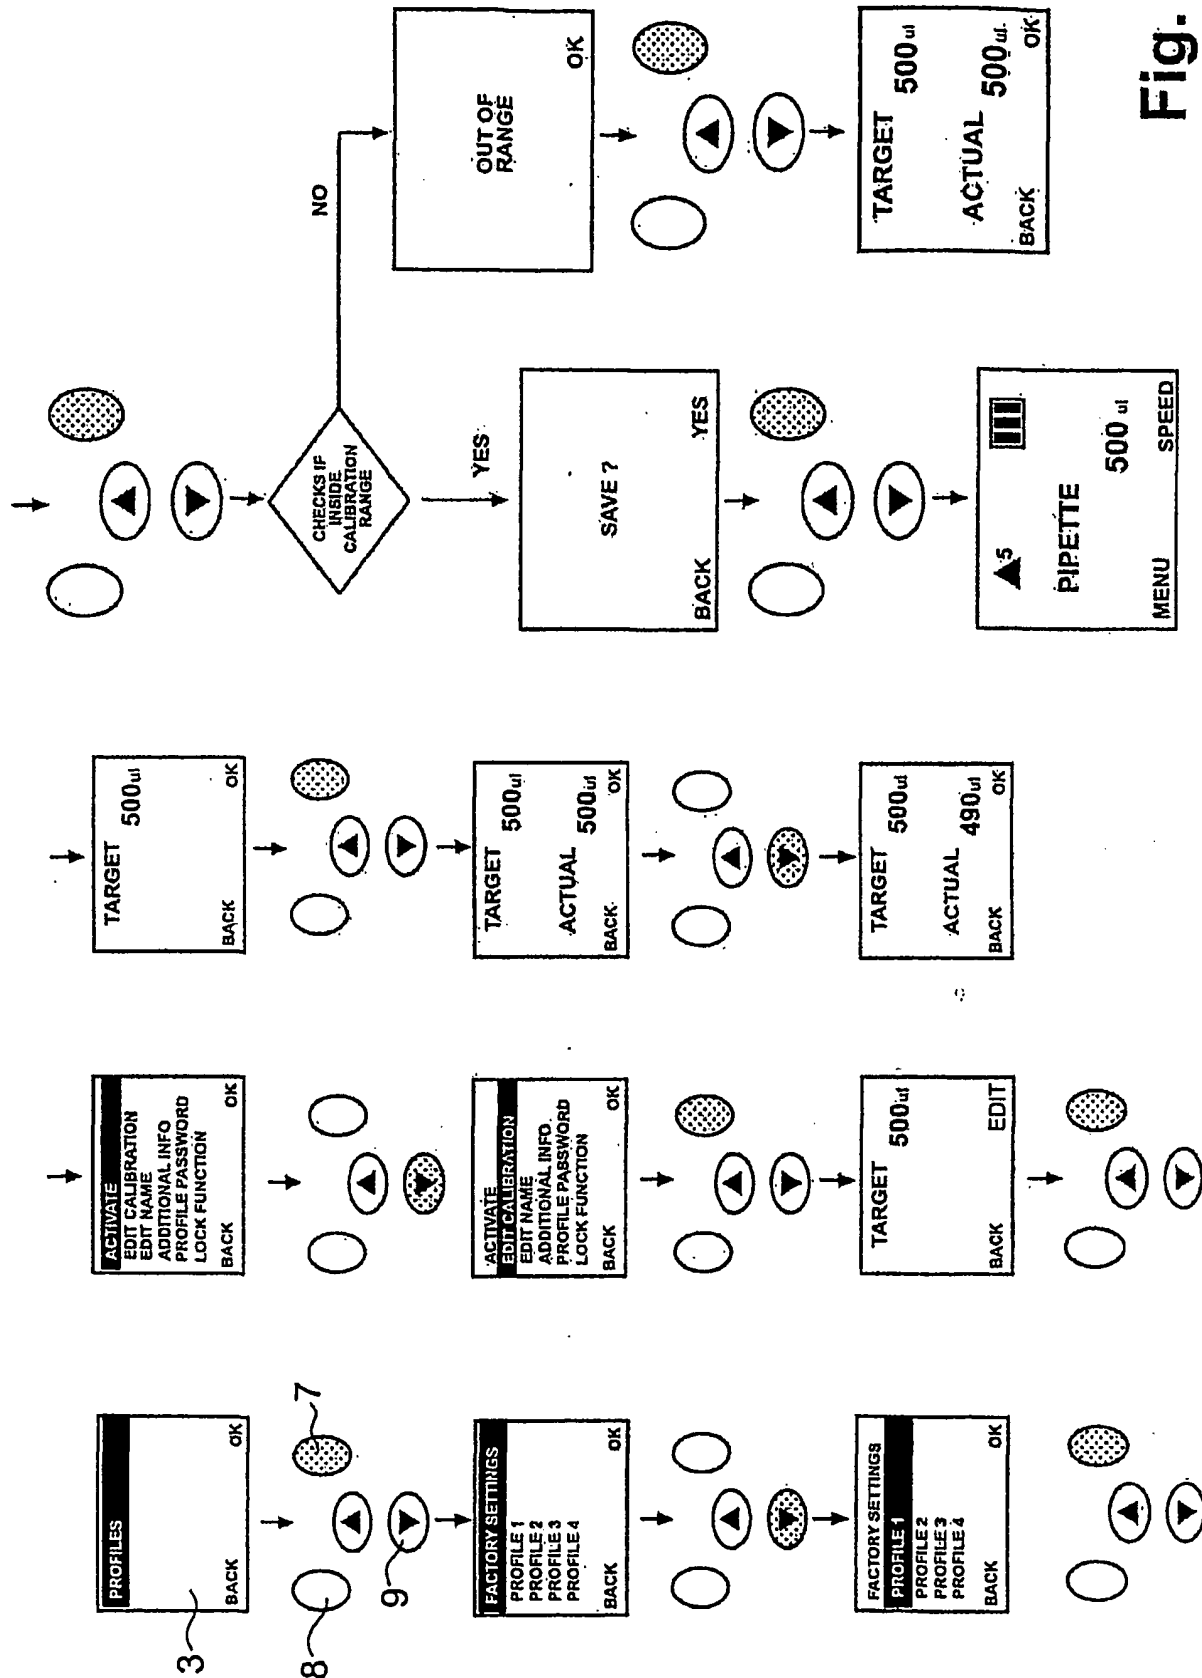 PROFILES
3
BACK OK
7
8
9
FACTORY SETTINGS
PROFILE 1
PROFILE 2
PROFILE 3
PROFILE 4
BACK OK
FACTORY SETTINGS
PROFILE 1
PROFILE 2
PROFILE 3
PROFILE 4
BACK OK
ACTIVATE
EDIT CALIBRATION
EDIT NAME
ADDITIONAL INFO
PROFILE PASSWORD
LOCK FUNCTION
BACK OK
ACTIVATE
EDIT CALIBRATION
EDIT NAME
ADDITIONAL INFO.
PROFILE PASSWORD
LOCK FUNCTION
BACK OK
TARGET
500ul
BACK EDIT
TARGET
500ul
BACK OK
TARGET
500ul
ACTUAL
500ul
BACK OK
TARGET
500ul
ACTUAL
490ul
BACK OK
CHECKS IF
INSIDE
CALIBRATION
RANGE
YES
NO
SAVE ?
BACK YES
▲5
PIPETTE
500 ul
MENU SPEED
OUT OF
RANGE
OK
TARGET
500ul
ACTUAL
500ul
BACK OK
Fig.